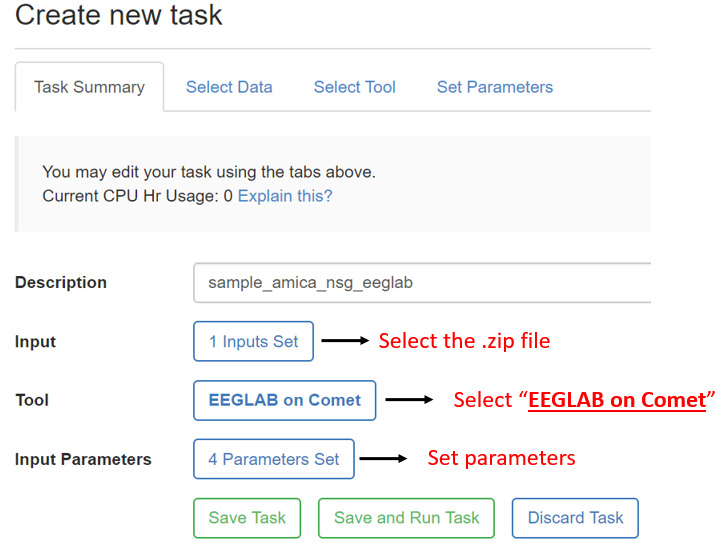 Create new task
Task Summary Select Data Select Tool Set Parameters
You may edit your task using the tabs above.
Current CPU Hr Usage: 0 Explain this?
Description sample_amica_nsg_eeglab
Input 1 Inputs Set Select the .zip file
Tool EEGLAB on Comet Select “EEGLAB on Comet”
Input Parameters 4 Parameters Set Set parameters
Save Task Save and Run Task Discard Task